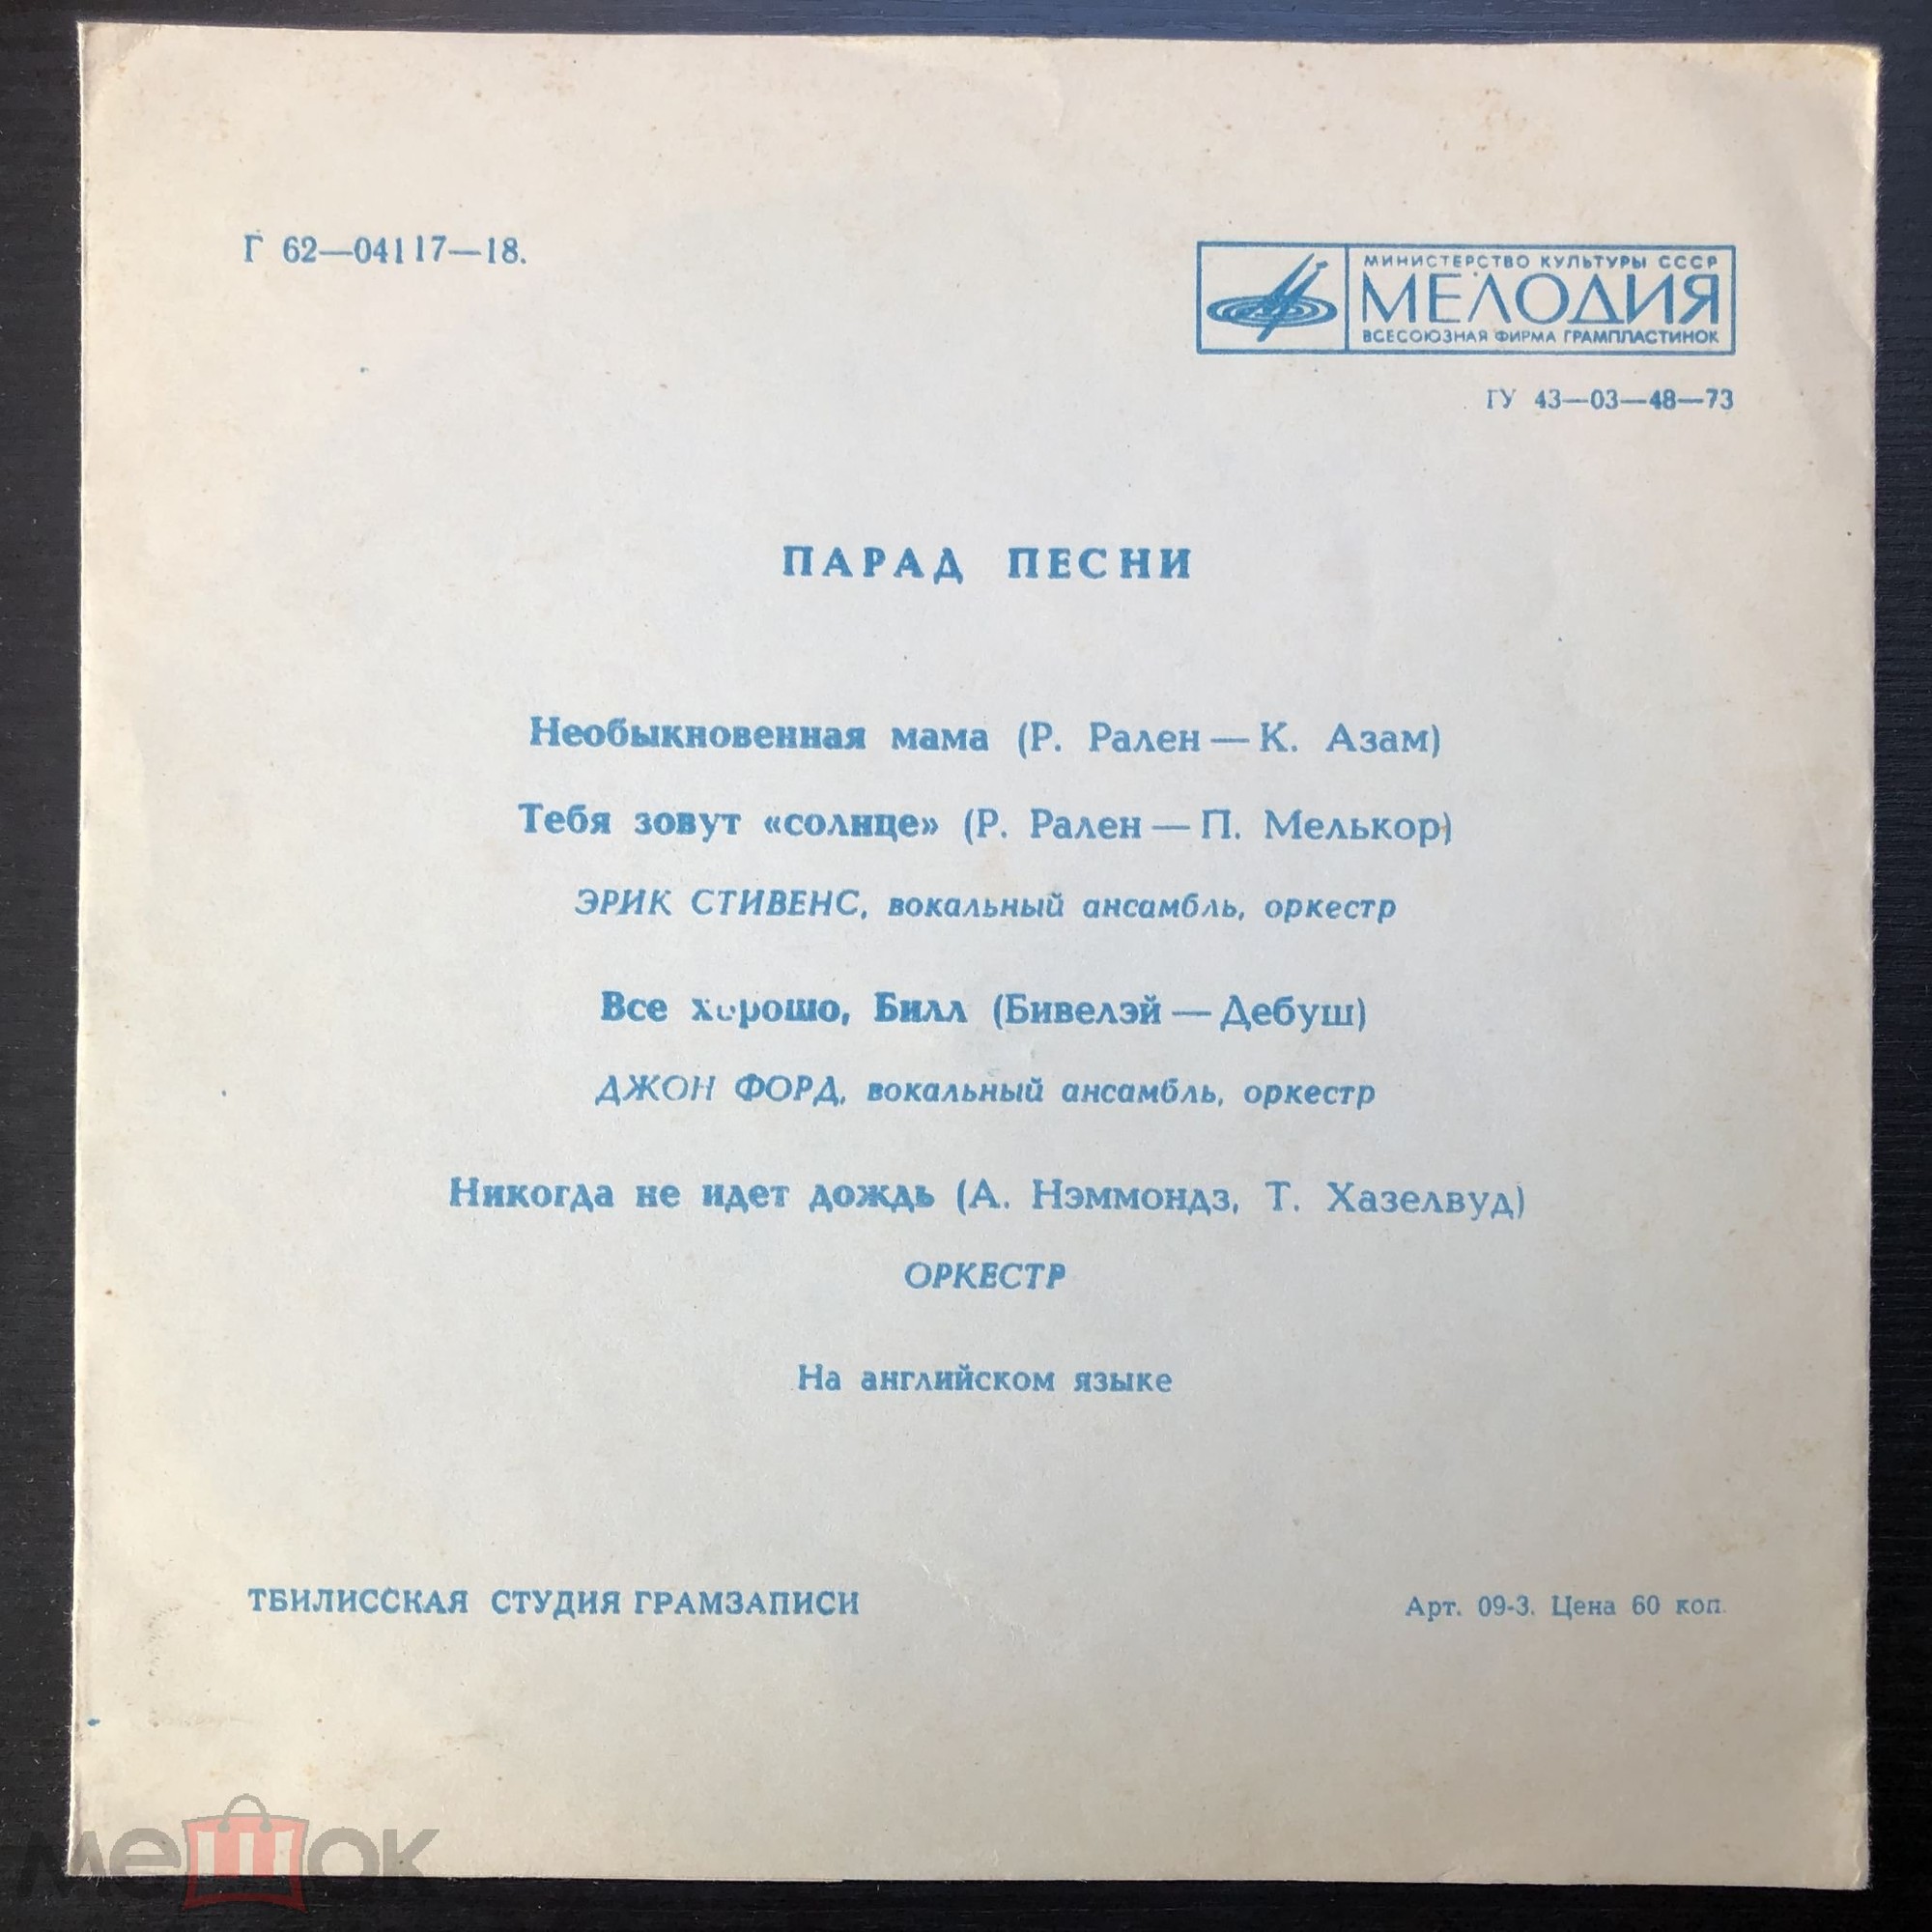 Г 62—04117—18.
МИНИСТЕРСТВО КУЛЬТУРЫ СССР
МЕЛОДИЯ
ВСЕСОЮЗНАЯ ФИРМА ГРАМПЛАСТИНОК
ГУ 43—03—48—73
ПАРАД ПЕСНИ
Необыкновенная мама (Р. Рален — К. Азам)
Тебя зовут «солнце» (Р. Рален — П. Мелькор)
ЭРИК СТИВЕНС, вокальный ансамбль, оркестр
Все хорошо, Билл (Бивелэй — Дебуш)
ДЖОН ФОРД, вокальный ансамбль, оркестр
Никогда не идет дождь (А. Нэммондз, Т. Хазелвуд)
ОРКЕСТР
На английском языке
ТБИЛИССКАЯ СТУДИЯ ГРАМЗАПИСИ
Арт. 09-3. Цена 60 коп.
мешок